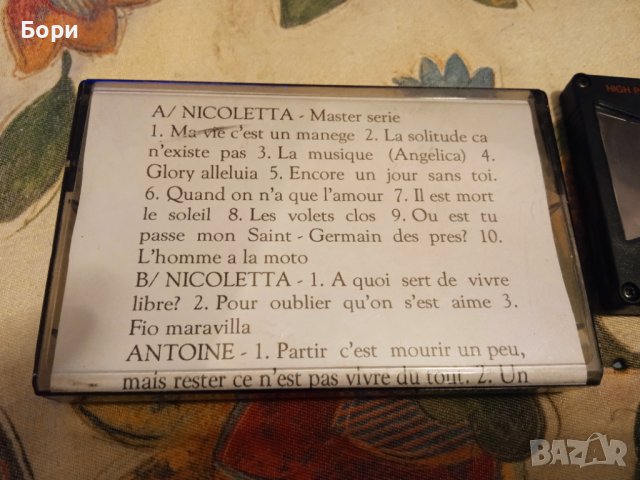 Бори
A/ NICOLETTA - Master serie
1. Ma vie c'est un manege 2. La solitude ca
n'existe pas 3. La musique (Angelica) 4.
Glory alleluia 5. Encore un jour sans toi.
6. Quand on n'a que l'amour 7. Il est mort
le soleil 8. Les volets clos 9. Ou est tu
passe mon Saint - Germain des pres? 10.
L'homme a la moto
B/ NICOLETTA - 1. A quoi sert de vivre
libre? 2. Pour oublier qu'on s'est aime 3.
Fio maravilla
ANTOINE - 1. Partir c'est mourir un peu,
mais rester ce n'est pas vivre du tout. 2. Un
HIGH P
BAZAR
bazar.bg